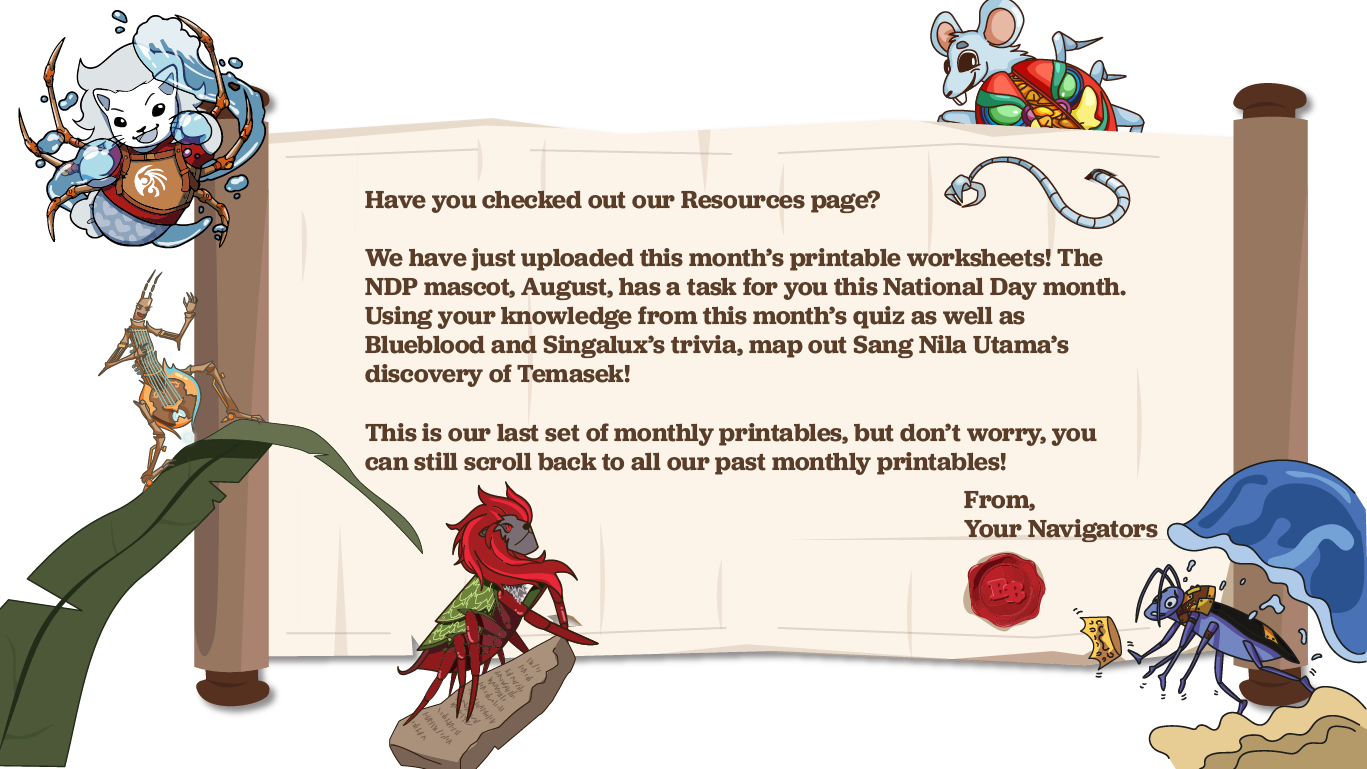 Have you checked out our Resources page?
We have just uploaded this month’s printable worksheets! The
NDP mascot, August, has a task for you this National Day month.
Using your knowledge from this month’s quiz as well as
Blueblood and Singalux’s trivia, map out Sang Nila Utama’s
discovery of Temasek!
This is our last set of monthly printables, but don’t worry, you
can still scroll back to all our past monthly printables!
From,
Your Navigators
EB